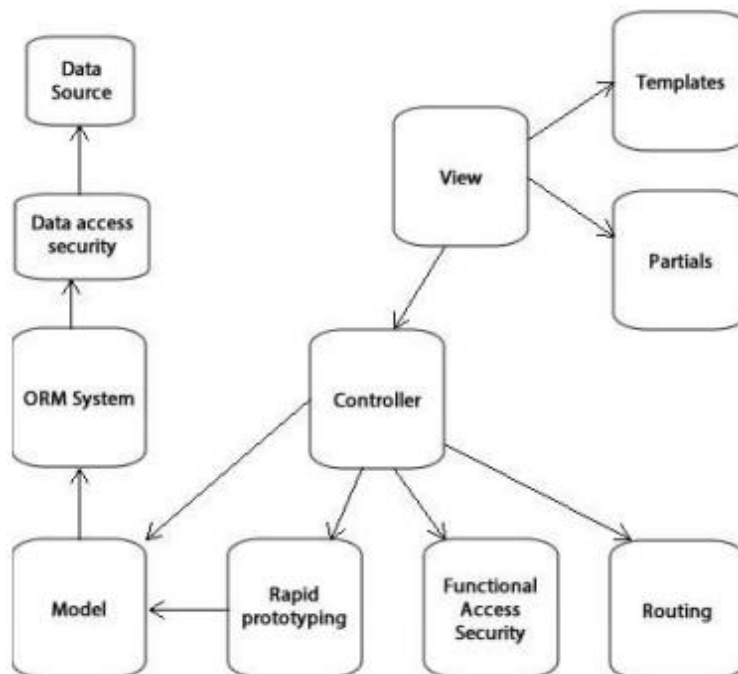 Data
Source
Templates
View
Data access
security
Partials
ORM System
Controller
Model
Rapid
prototyping
Functional
Access
Security
Routing